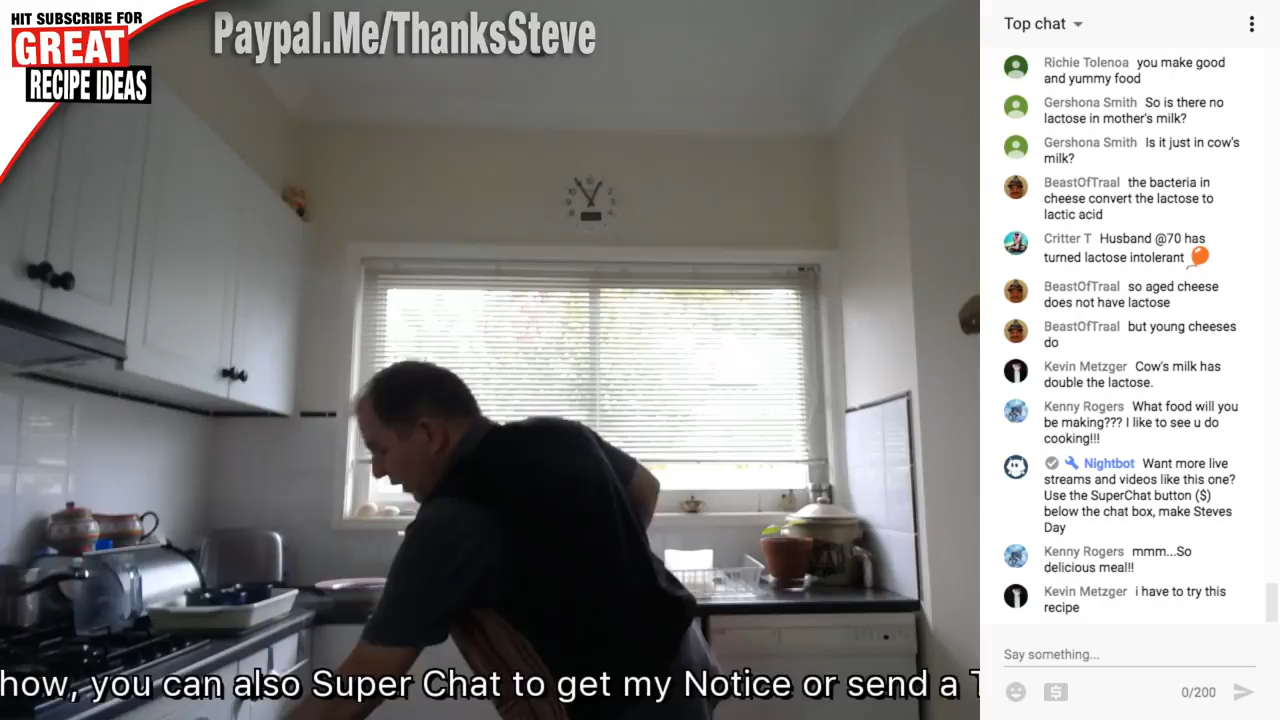 HIT SUBSCRIBE FOR
GREAT
RECIPE IDEAS
Paypal.Me/ThanksSteve
how, you can also Super Chat to get my Notice or send a T
Top chat
Richie Tolenoa you make good
and yummy food
Gershona Smith So is there no
lactose in mother's milk?
Gershona Smith Is it just in cow's
milk?
BeastOfTraal the bacteria in
cheese convert the lactose to
lactic acid
Critter T Husband @70 has
turned lactose intolerant
BeastOfTraal so aged cheese
does not have lactose
BeastOfTraal but young cheeses
do
Kevin Metzger Cow's milk has
double the lactose.
Kenny Rogers What food will you
be making??? I like to see u do
cooking!!!
Nightbot Want more live
streams and videos like this one?
Use the SuperChat button ($)
below the chat box, make Steves
Day
Kenny Rogers mmm...So
delicious meal!!
Kevin Metzger i have to try this
recipe
Say something...
0/200